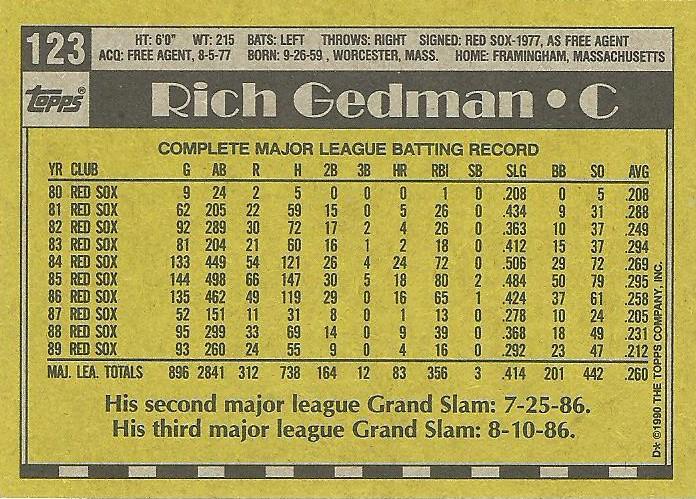 123
HT: 6'0" WT: 215 BATS: LEFT THROWS: RIGHT SIGNED: RED SOX-1977, AS FREE AGENT
ACQ: FREE AGENT, 8-5-77 BORN: 9-26-59 , WORCESTER, MASS. HOME: FRAMINGHAM, MASSACHUSETTS
topps®
Rich Gedman • C
COMPLETE MAJOR LEAGUE BATTING RECORD
YR CLUB G AB R H 2B 3B HR RBI SB SLG BB SO AVG
80 RED SOX 9 24 2 5 0 0 0 1 0 .208 0 5 .208
81 RED SOX 62 205 22 59 15 0 5 26 0 .434 9 31 .288
82 RED SOX 92 289 30 72 17 2 4 26 0 .363 10 37 .249
83 RED SOX 81 204 21 60 16 1 2 18 0 .412 15 37 .294
84 RED SOX 133 449 54 121 26 4 24 72 0 .506 29 72 .269
85 RED SOX 144 498 66 147 30 5 18 80 2 .484 50 79 .295
86 RED SOX 135 462 49 119 29 0 16 65 1 .424 37 61 .258
87 RED SOX 52 151 11 31 8 0 1 13 0 .278 10 24 .205
88 RED SOX 95 299 33 69 14 0 9 39 0 .368 18 49 .231
89 RED SOX 93 260 24 55 9 0 4 16 0 .292 23 47 .212
MAJ. LEA. TOTALS 896 2841 312 738 164 12 83 356 3 .414 201 442 .260
His second major league Grand Slam: 7-25-86.
His third major league Grand Slam: 8-10-86.
D* ©1990 THE TOPPS COMPANY, INC.